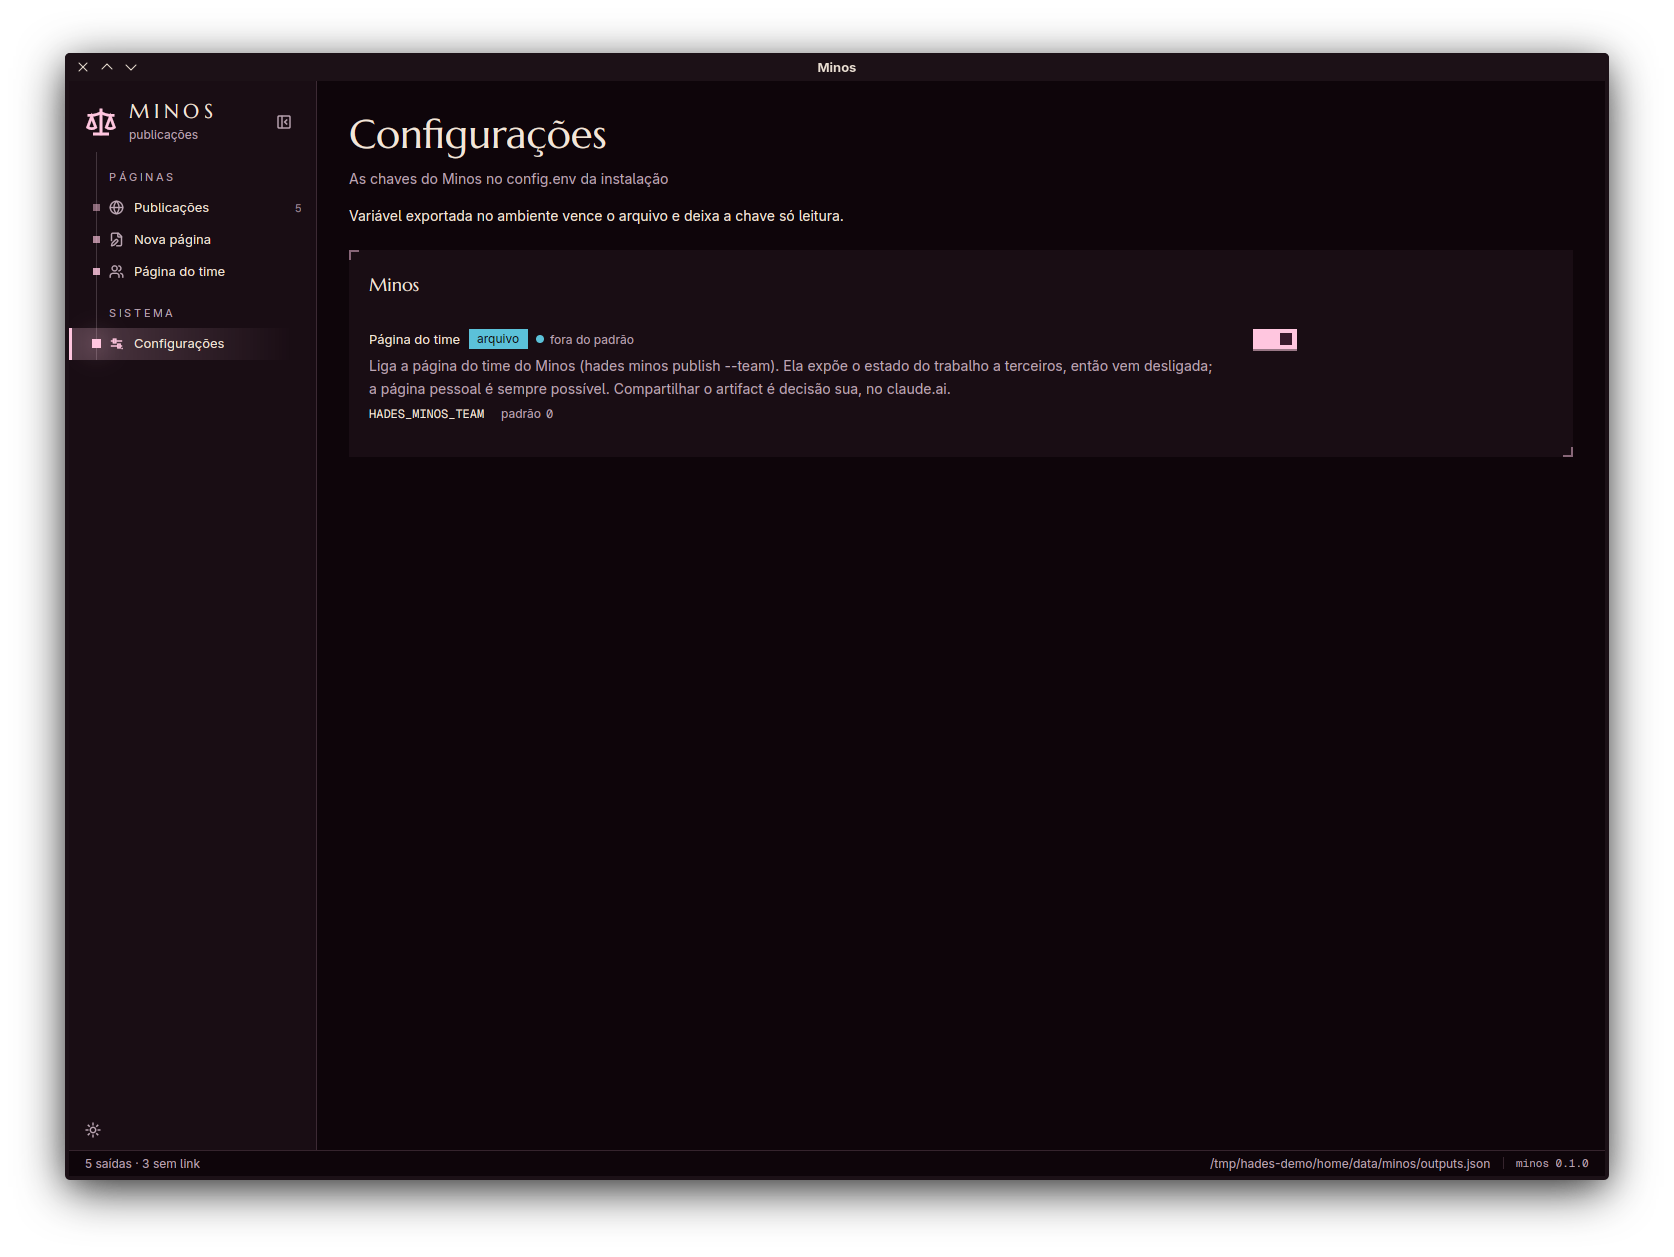 Minos
MINOS
publicações
PÁGINAS
Publicações 5
Nova página
Página do time
SISTEMA
Configurações
Configurações
As chaves do Minos no config.env da instalação
Variável exportada no ambiente vence o arquivo e deixa a chave só leitura.
Minos
Página do time arquivo fora do padrão
Liga a página do time do Minos (hades minos publish --team). Ela expõe o estado do trabalho a terceiros, então vem desligada;
a página pessoal é sempre possível. Compartilhar o artifact é decisão sua, no claude.ai.
HADES_MINOS_TEAM padrão 0
5 saídas · 3 sem link
/tmp/hades-demo/home/data/minos/outputs.json minos 0.1.0